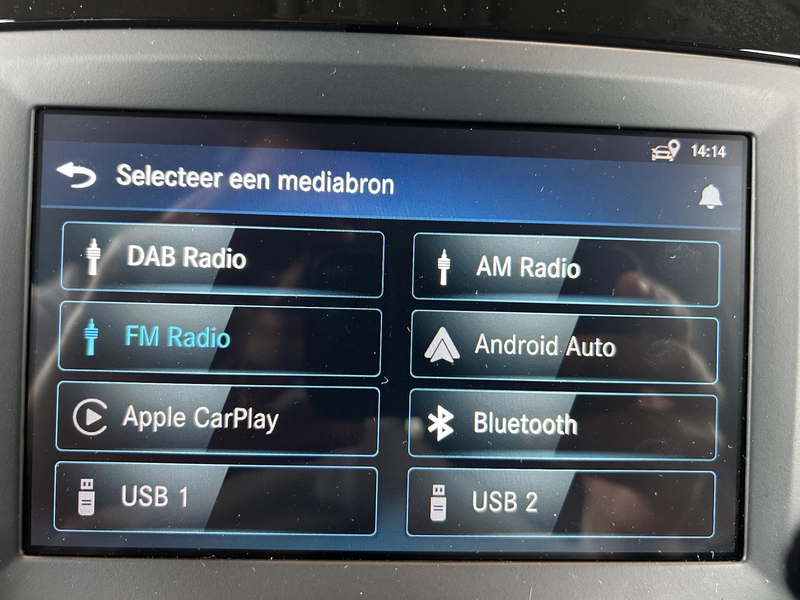 14:14
Selecteer een mediabron
DAB Radio
AM Radio
FM Radio
Android Auto
Apple CarPlay
Bluetooth
USB 1
USB 2